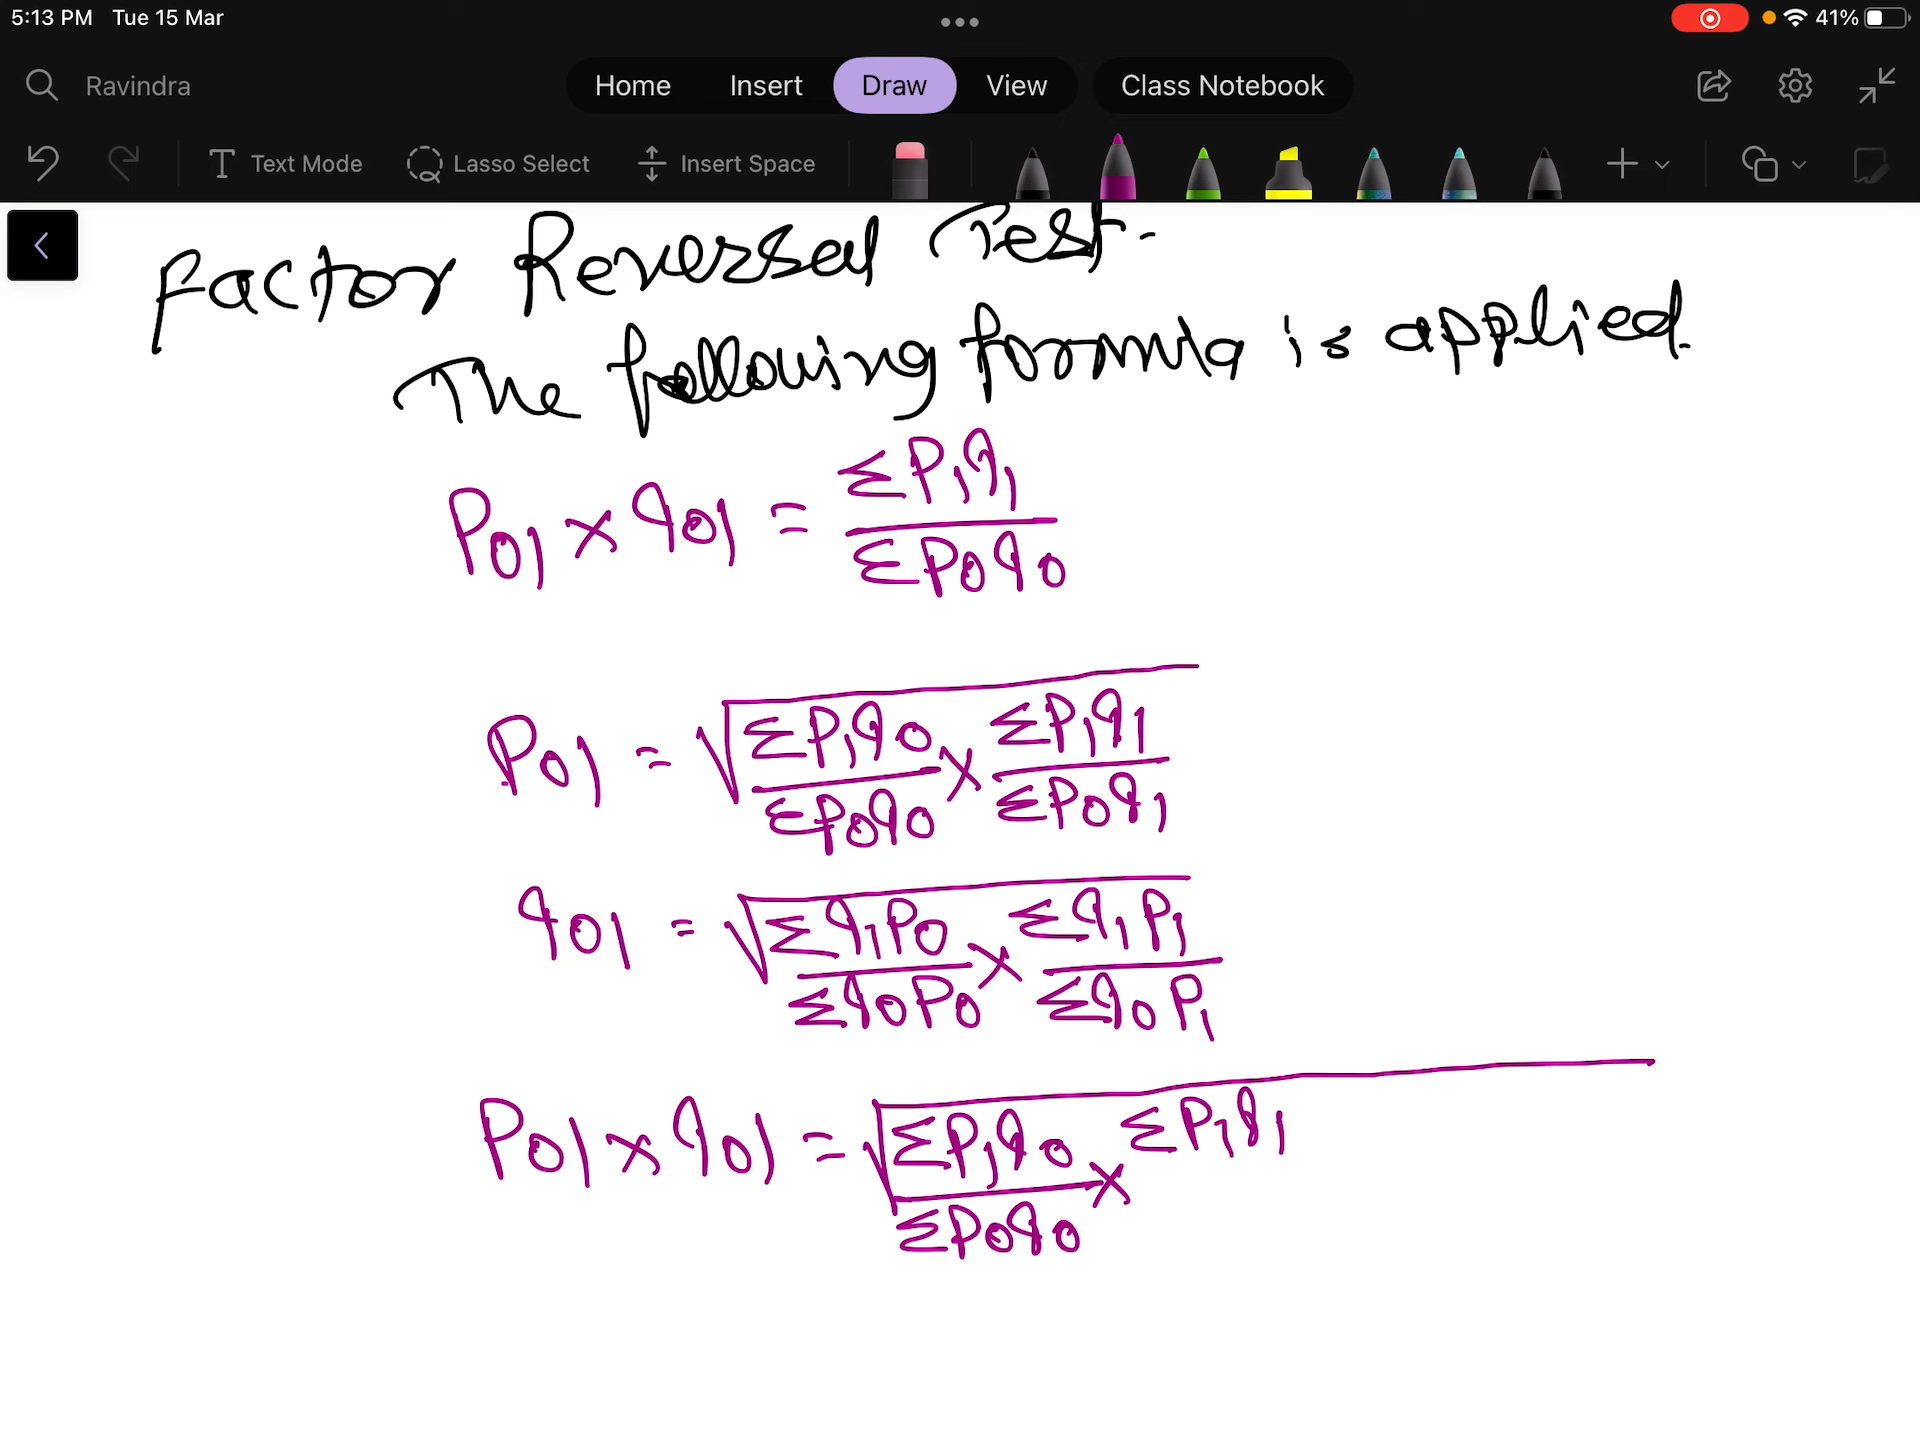 5:13 PM Tue 15 Mar 41%
Ravindra Home Insert Draw View Class Notebook
Text Mode Lasso Select Insert Space
Factor Reversal Test-
The following formula is applied.
P01 × q01 = ΣP1q1 / ΣP0q0
P01 = √(ΣP1q0 / ΣP0q0 × ΣP1q1 / ΣP0q1)
q01 = √(Σq1P0 / Σq0P0 × Σq1P1 / Σq0P1)
P01 × q01 = √(ΣP1q0 / ΣP0q0 × ΣP1q1